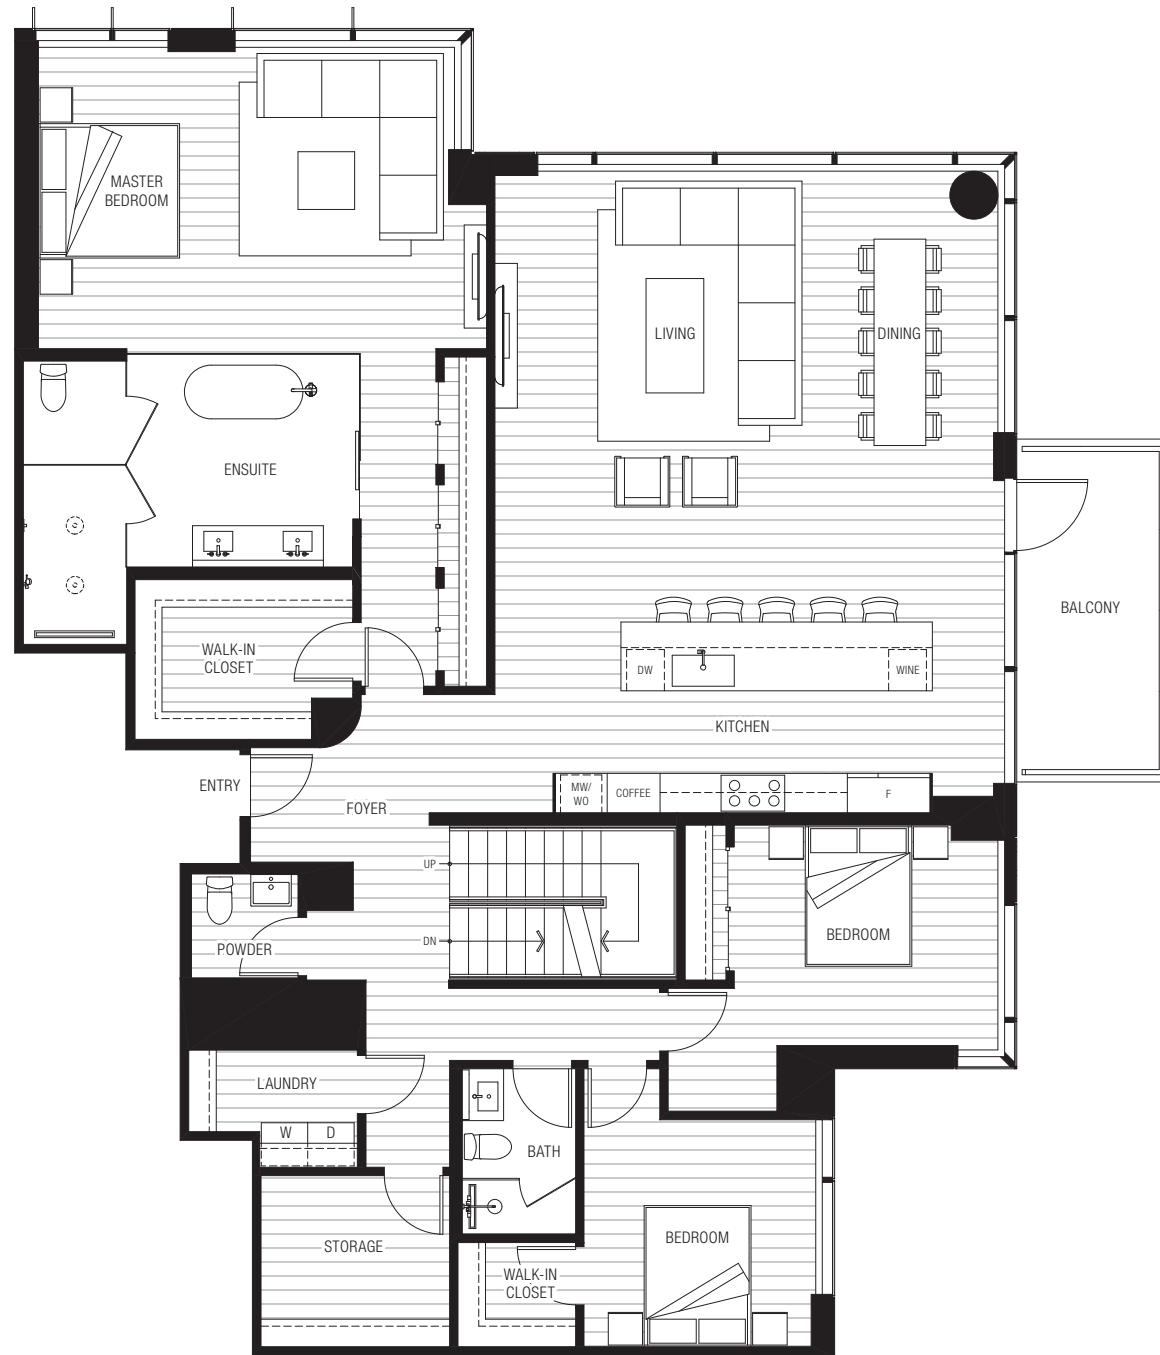 MASTER
BEDROOM
LIVING
DINING
ENSUITE
BALCONY
WALK-IN
CLOSET
DW
WINE
KITCHEN
ENTRY
MW/
WO
COFFEE
F
FOYER
UP
DN
POWDER
BEDROOM
LAUNDRY
W
D
BATH
STORAGE
BEDROOM
WALK-IN
CLOSET